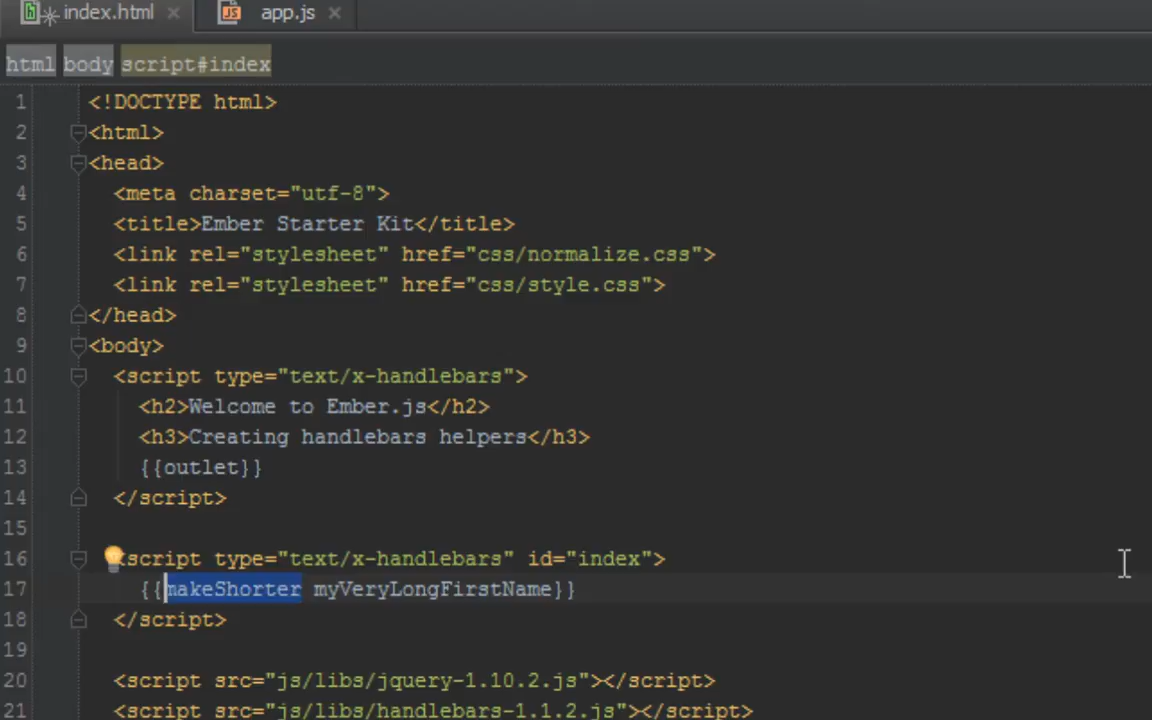 index.html app.js
html body script#index
1 <!DOCTYPE html>
2 <html>
3 <head>
4 <meta charset="utf-8">
5 <title>Ember Starter Kit</title>
6 <link rel="stylesheet" href="css/normalize.css">
7 <link rel="stylesheet" href="css/style.css">
8 </head>
9 <body>
10 <script type="text/x-handlebars">
11 <h2>Welcome to Ember.js</h2>
12 <h3>Creating handlebars helpers</h3>
13 {{outlet}}
14 </script>
15
16 script type="text/x-handlebars" id="index">
17 {{makeShorter myVeryLongFirstName}}
18 </script>
19
20 <script src="js/libs/jquery-1.10.2.js"></script>
21 <script src="js/libs/handlebars-1.1.2.js"></script>